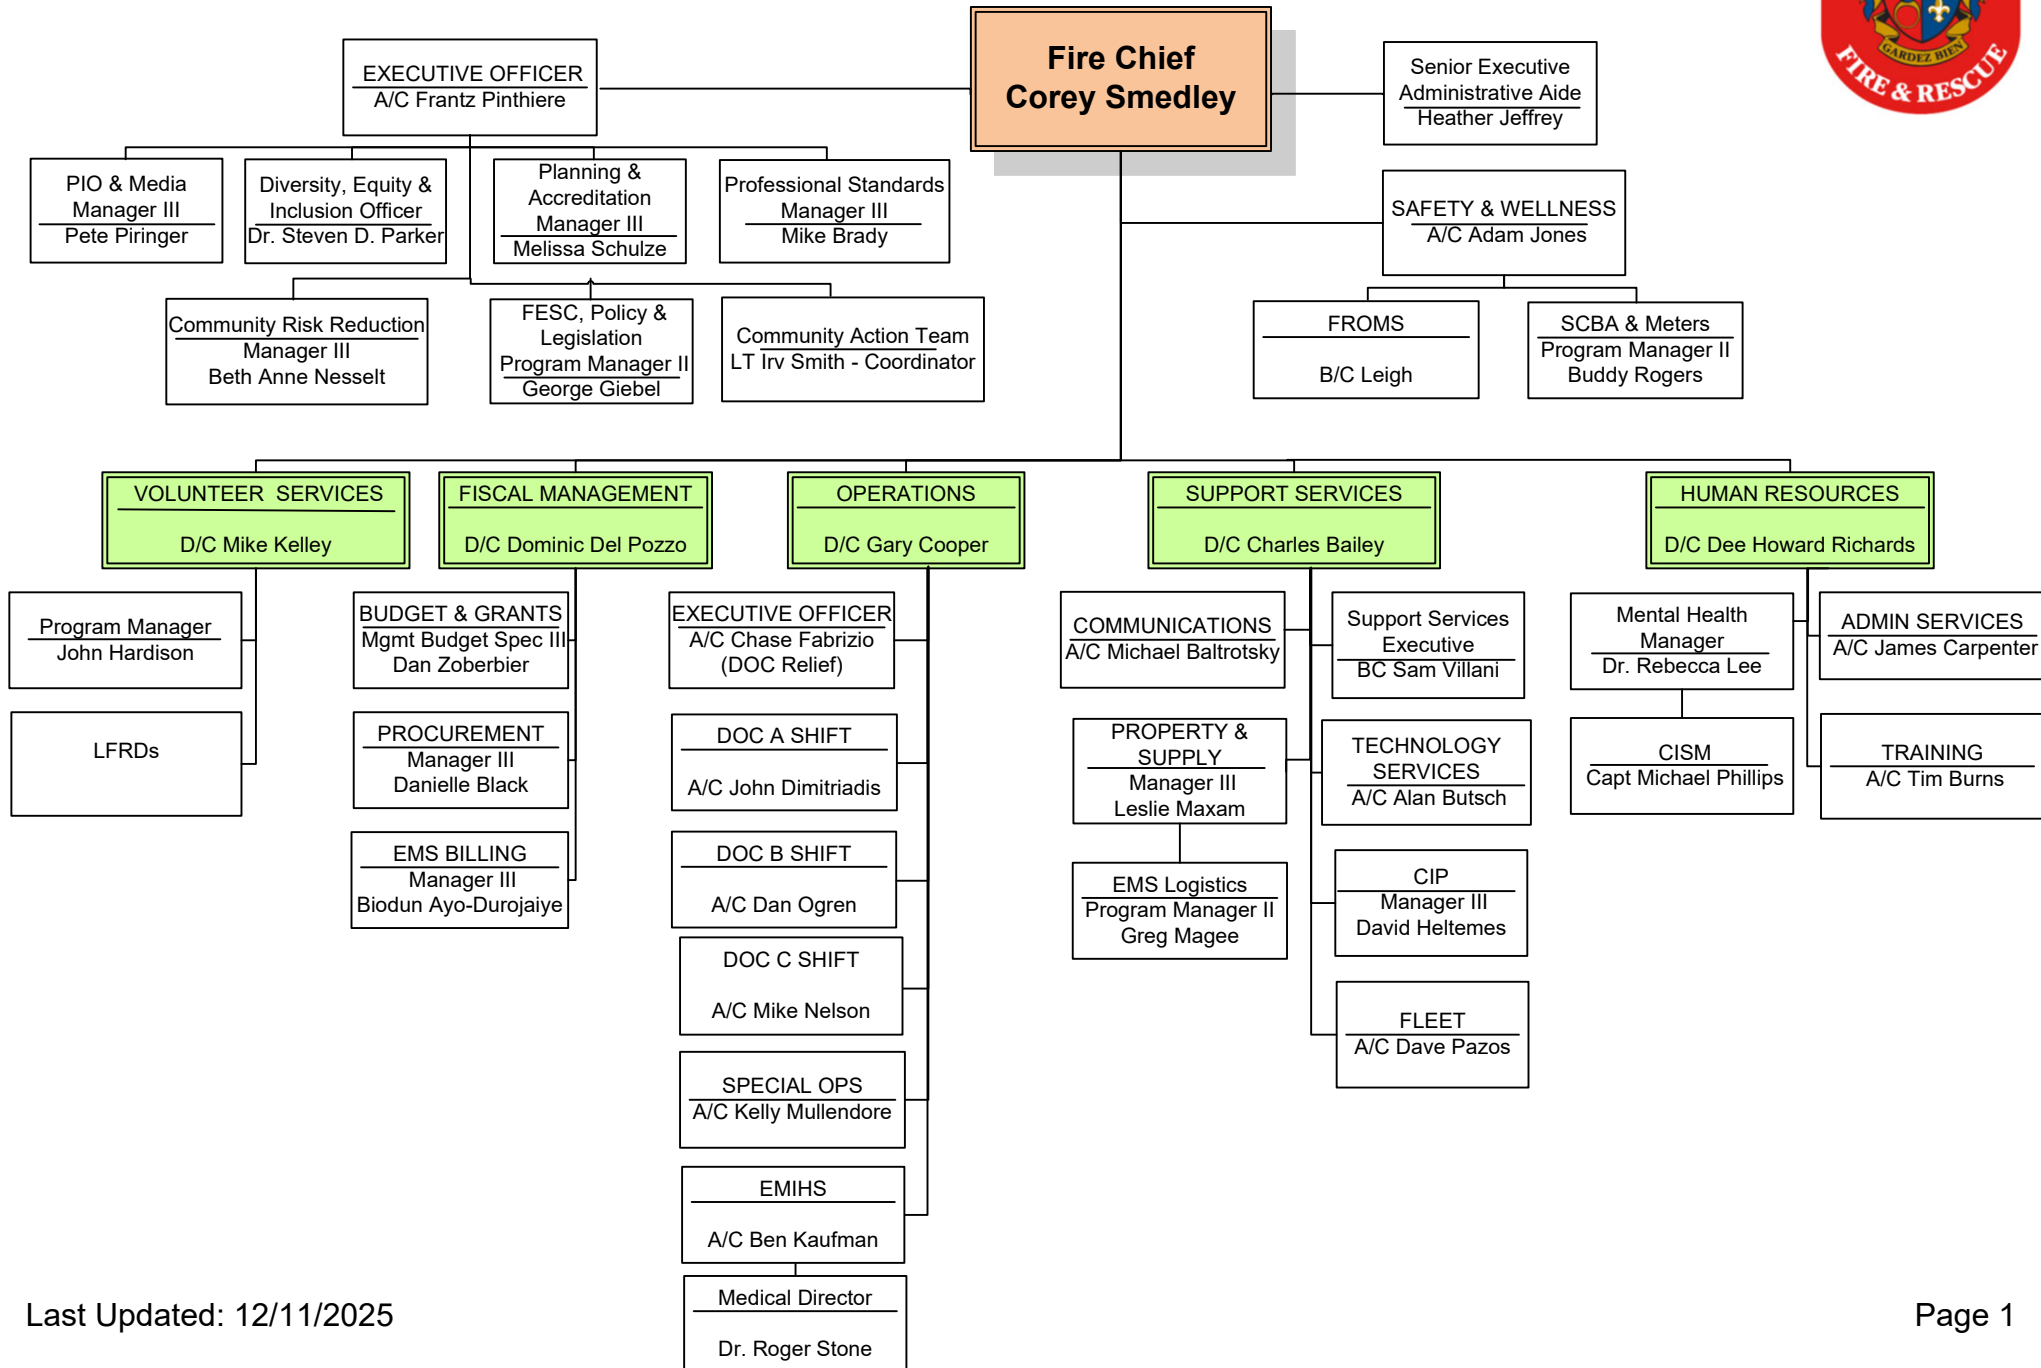 EXECUTIVE OFFICER
A/C Frantz Pinthiere
Fire Chief
Corey Smedley
Senior Executive
Administrative Aide
Heather Jeffrey
GARDEZ BIEN
FIRE & RESCUE
PIO & Media
Manager III
Pete Piringer
Diversity, Equity &
Inclusion Officer
Dr. Steven D. Parker
Planning &
Accreditation
Manager III
Melissa Schulze
Professional Standards
Manager III
Mike Brady
SAFETY & WELLNESS
A/C Adam Jones
Community Risk Reduction
Manager III
Beth Anne Nesselt
FESC, Policy &
Legislation
Program Manager II
George Giebel
Community Action Team
LT Irv Smith - Coordinator
FROMS
B/C Leigh
SCBA & Meters
Program Manager II
Buddy Rogers
VOLUNTEER SERVICES
D/C Mike Kelley
FISCAL MANAGEMENT
D/C Dominic Del Pozzo
OPERATIONS
D/C Gary Cooper
SUPPORT SERVICES
D/C Charles Bailey
HUMAN RESOURCES
D/C Dee Howard Richards
Program Manager
John Hardison
LFRDs
BUDGET & GRANTS
Mgmt Budget Spec III
Dan Zoberbier
PROCUREMENT
Manager III
Danielle Black
EMS BILLING
Manager III
Biodun Ayo-Durojaiye
EXECUTIVE OFFICER
A/C Chase Fabrizio
(DOC Relief)
DOC A SHIFT
A/C John Dimitriadis
DOC B SHIFT
A/C Dan Ogren
DOC C SHIFT
A/C Mike Nelson
SPECIAL OPS
A/C Kelly Mullendore
EMIHS
A/C Ben Kaufman
Medical Director
Dr. Roger Stone
COMMUNICATIONS
A/C Michael Baltrotsky
PROPERTY &
SUPPLY
Manager III
Leslie Maxam
EMS Logistics
Program Manager II
Greg Magee
Support Services
Executive
BC Sam Villani
TECHNOLOGY
SERVICES
A/C Alan Butsch
CIP
Manager III
David Heltemes
FLEET
A/C Dave Pazos
Mental Health
Manager
Dr. Rebecca Lee
CISM
Capt Michael Phillips
ADMIN SERVICES
A/C James Carpenter
TRAINING
A/C Tim Burns
Last Updated: 12/11/2025
Page 1